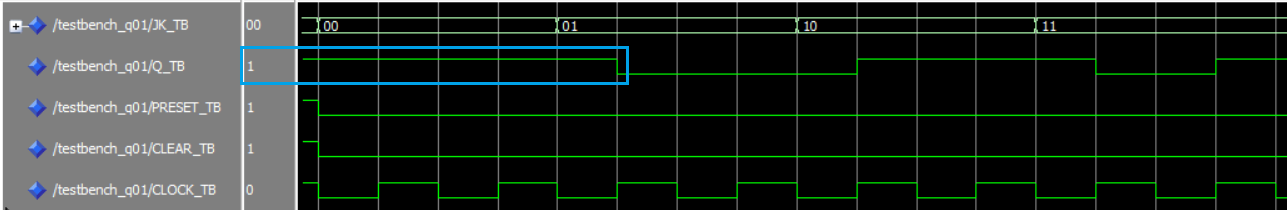 /testbench_q01/JK_TB 00 00 01 10 11
/testbench_q01/Q_TB 1
/testbench_q01/PRESET_TB 1
/testbench_q01/CLEAR_TB 1
/testbench_q01/CLOCK_TB 0